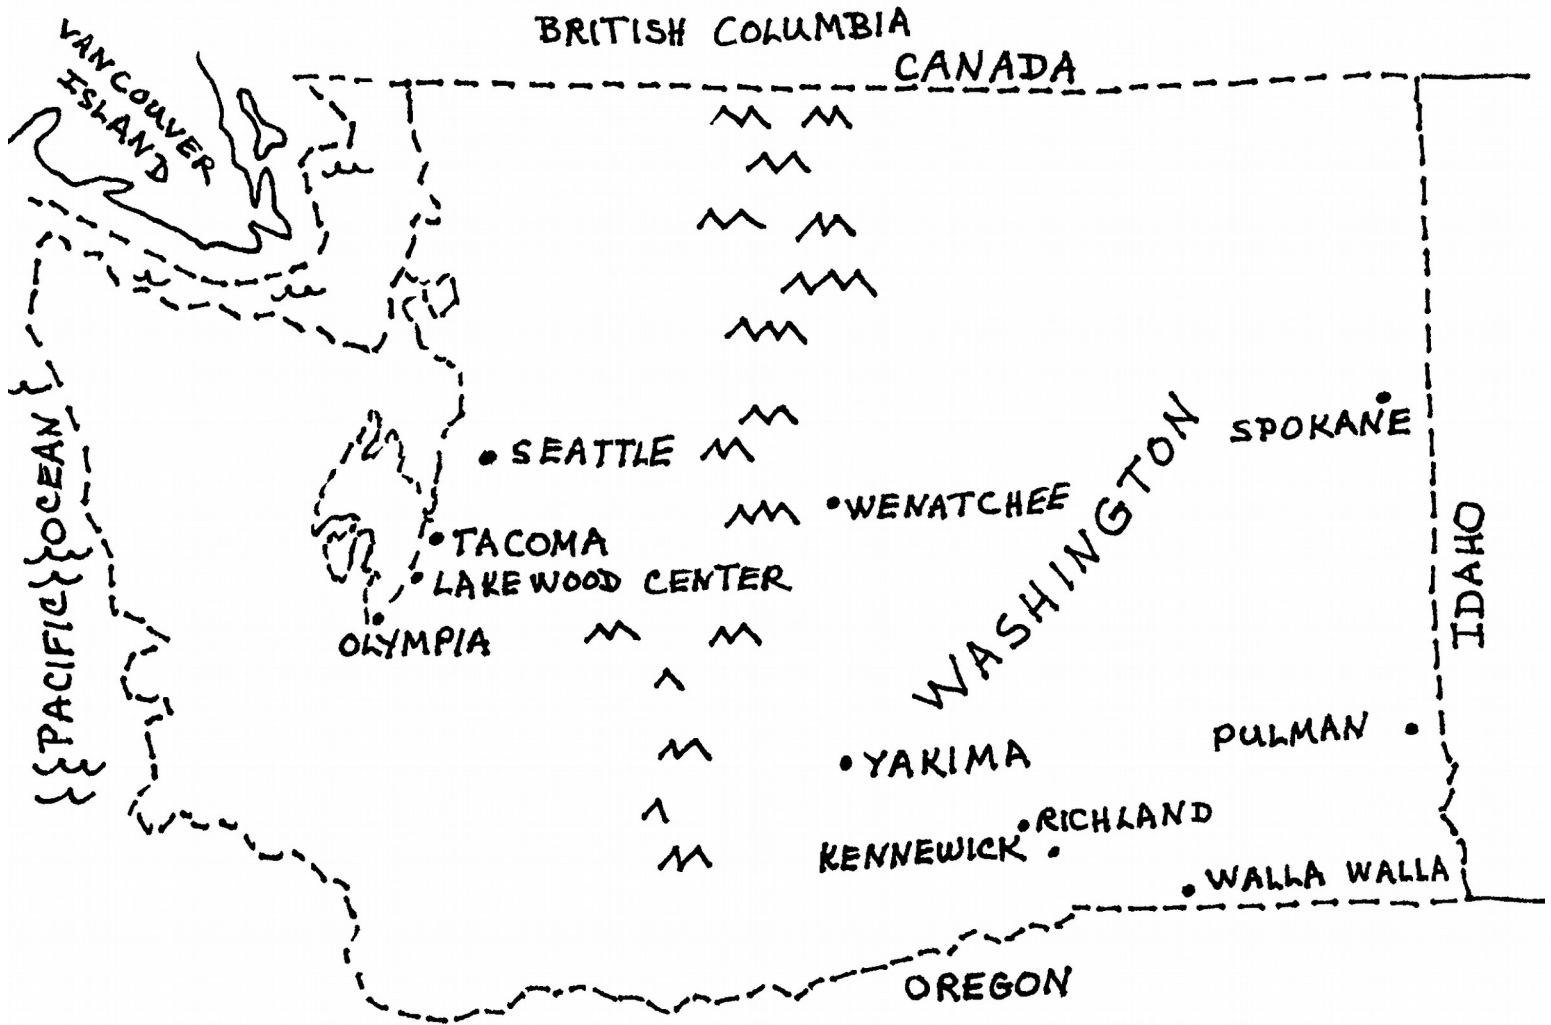 BRITISH COLUMBIA
CANADA
VANCOUVER
ISLAND
PACIFIC OCEAN
SEATTLE
SPOKANE
WENATCHEE
WASHINGTON
TACOMA
LAKEWOOD CENTER
OLYMPIA
IDAHO
PULMAN
YAKIMA
RICHLAND
KENNEWICK
WALLA WALLA
OREGON